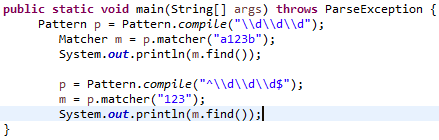 public static void main(String[] args) throws ParseException {
Pattern p = Pattern.compile("\\d\\d\\d");
Matcher m = p.matcher("a123b");
System.out.println(m.find());
p = Pattern.compile("^\\d\\d\\d$");
m = p.matcher("123");
System.out.println(m.find());
}